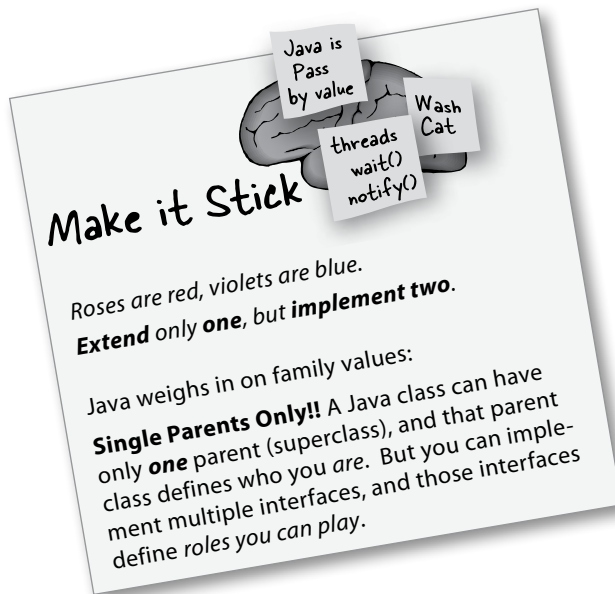 Java is
Pass
by value
Wash
Cat
threads
wait()
notify()
Make it Stick
Roses are red, violets are blue.
Extend only one, but implement two.
Java weighs in on family values:
Single Parents Only!! A Java class can have
only one parent (superclass), and that parent
class defines who you are. But you can imple-
ment multiple interfaces, and those interfaces
define roles you can play.